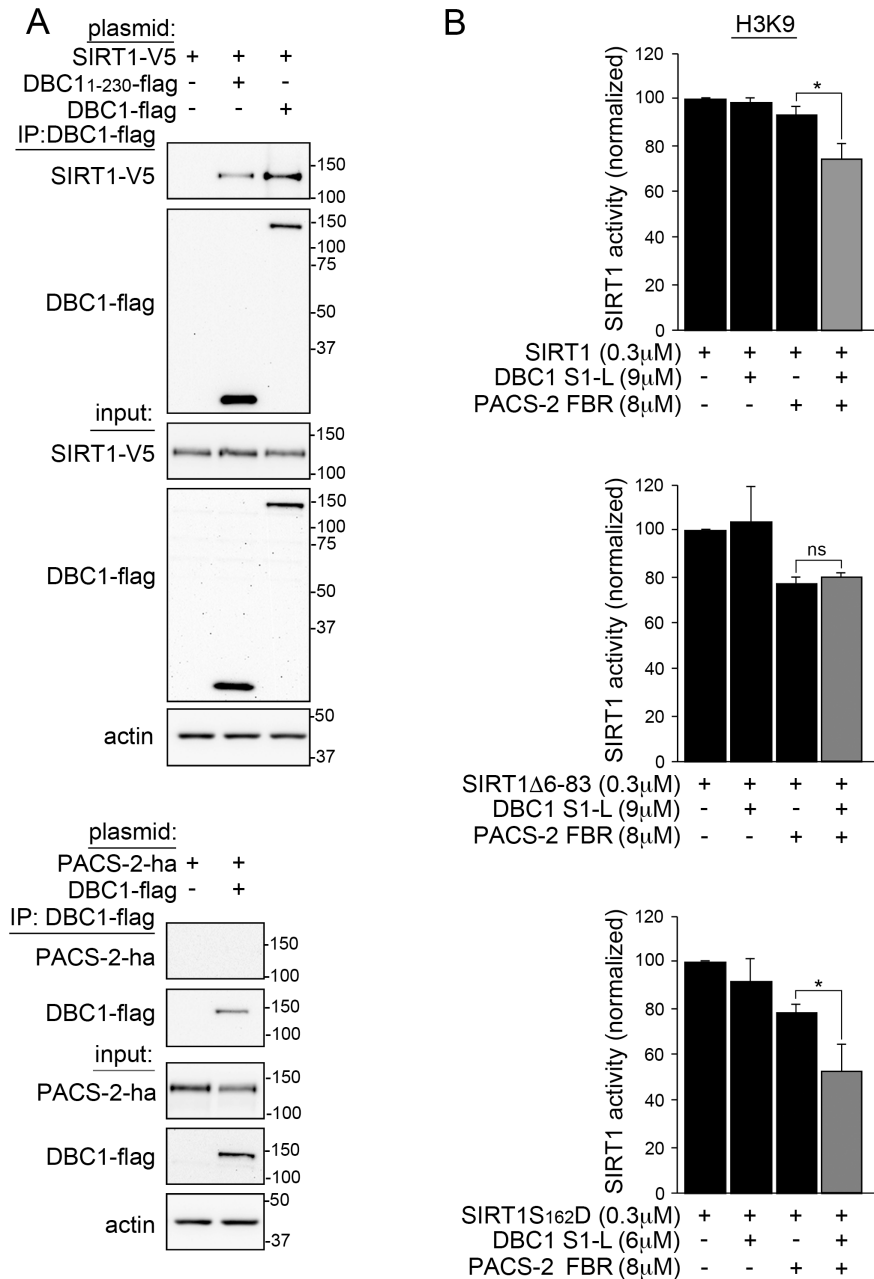 A
plasmid:
SIRT1-V5 + + +
DBC11-230-flag - + -
DBC1-flag - - +
IP:DBC1-flag
SIRT1-V5
-150
-100
DBC1-flag
-150
-100
-75
-50
-37
input:
SIRT1-V5
-150
-100
DBC1-flag
-150
-100
-75
-50
-37
actin
-50
-37
plasmid:
PACS-2-ha + +
DBC1-flag - +
IP: DBC1-flag
PACS-2-ha
-150
-100
DBC1-flag
-150
-100
input:
PACS-2-ha
-150
-100
DBC1-flag
-150
-100
actin
-50
-37
B
H3K9
SIRT1 activity (normalized)
120
100
80
60
40
20
0
*
SIRT1 (0.3μM) + + + +
DBC1 S1-L (9μM) - + - +
PACS-2 FBR (8μM) - - + +
SIRT1 activity (normalized)
120
100
80
60
40
20
0
ns
SIRT1Δ6-83 (0.3μM) + + + +
DBC1 S1-L (9μM) - + - +
PACS-2 FBR (8μM) - - + +
SIRT1 activity (normalized)
120
100
80
60
40
20
0
*
SIRT1S162D (0.3μM) + + + +
DBC1 S1-L (6μM) - + - +
PACS-2 FBR (8μM) - - + +